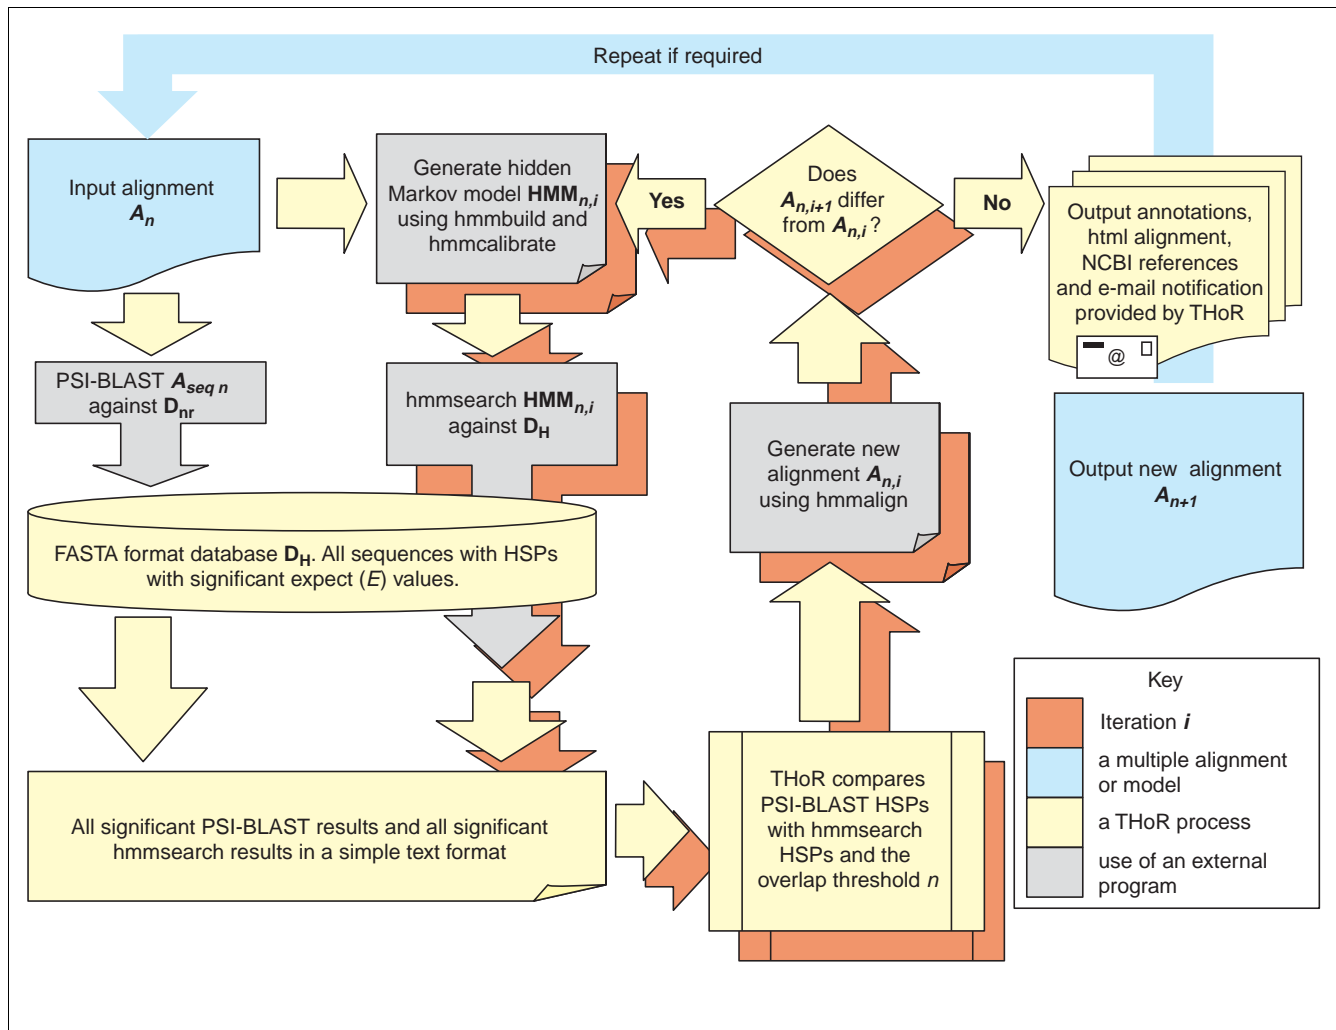 Repeat if required
Input alignment
Aₙ
Generate hidden
Markov model HMMₙ,ᵢ
using hmmbuild and
hmmcalibrate
Yes
Does
Aₙ,ᵢ₊₁ differ
from Aₙ,ᵢ ?
No
Output annotations,
html alignment,
NCBI references
and e-mail notification
provided by THoR
@
PSI-BLAST A_seq n
against D_nr
hmmsearch HMMₙ,ᵢ
against D_H
Generate new
alignment Aₙ,ᵢ
using hmmalign
Output new alignment
Aₙ₊₁
FASTA format database D_H. All sequences with HSPs
with significant expect (E) values.
All significant PSI-BLAST results and all significant
hmmsearch results in a simple text format
THoR compares
PSI-BLAST HSPs
with hmmsearch
HSPs and the
overlap threshold n
Key
Iteration i
a multiple alignment
or model
a THoR process
use of an external
program